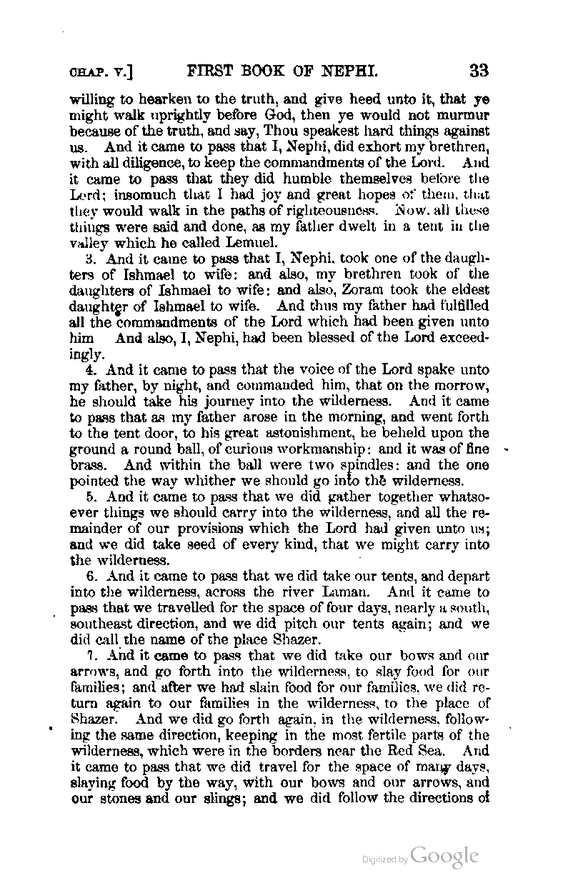 CHAP. V.] FIRST BOOK OF NEPHI. 33
willing to hearken to the truth, and give heed unto it, that ye
might walk uprightly before God, then ye would not murmur
because of the truth, and say, Thou speakest hard things against
us. And it came to pass that I, Nephi, did exhort my brethren,
with all diligence, to keep the commandments of the Lord. And
it came to pass that they did humble themselves before the
Lord; insomuch that I had joy and great hopes of them, that
they would walk in the paths of righteousness. Now, all these
things were said and done, as my father dwelt in a tent in the
valley which he called Lemuel.
3. And it came to pass that I, Nephi, took one of the daugh-
ters of Ishmael to wife: and also, my brethren took of the
daughters of Ishmael to wife: and also, Zoram took the eldest
daughter of Ishmael to wife. And thus my father had fulfilled
all the commandments of the Lord which had been given unto
him And also, I, Nephi, had been blessed of the Lord exceed-
ingly.
4. And it came to pass that the voice of the Lord spake unto
my father, by night, and commanded him, that on the morrow,
he should take his journey into the wilderness. And it came
to pass that as my father arose in the morning, and went forth
to the tent door, to his great astonishment, he beheld upon the
ground a round ball, of curious workmanship: and it was of fine
brass. And within the ball were two spindles: and the one
pointed the way whither we should go into the wilderness.
5. And it came to pass that we did gather together whatso-
ever things we should carry into the wilderness, and all the re-
mainder of our provisions which the Lord had given unto us;
and we did take seed of every kind, that we might carry into
the wilderness.
6. And it came to pass that we did take our tents, and depart
into the wilderness, across the river Laman. And it came to
pass that we travelled for the space of four days, nearly a south,
southeast direction, and we did pitch our tents again; and we
did call the name of the place Shazer.
7. And it came to pass that we did take our bows and our
arrows, and go forth into the wilderness, to slay food for our
families; and after we had slain food for our families, we did re-
turn again to our families in the wilderness, to the place of
Shazer. And we did go forth again, in the wilderness, follow-
ing the same direction, keeping in the most fertile parts of the
wilderness, which were in the borders near the Red Sea. And
it came to pass that we did travel for the space of many days,
slaying food by the way, with our bows and our arrows, and
our stones and our slings; and we did follow the directions of
Digitized by Google